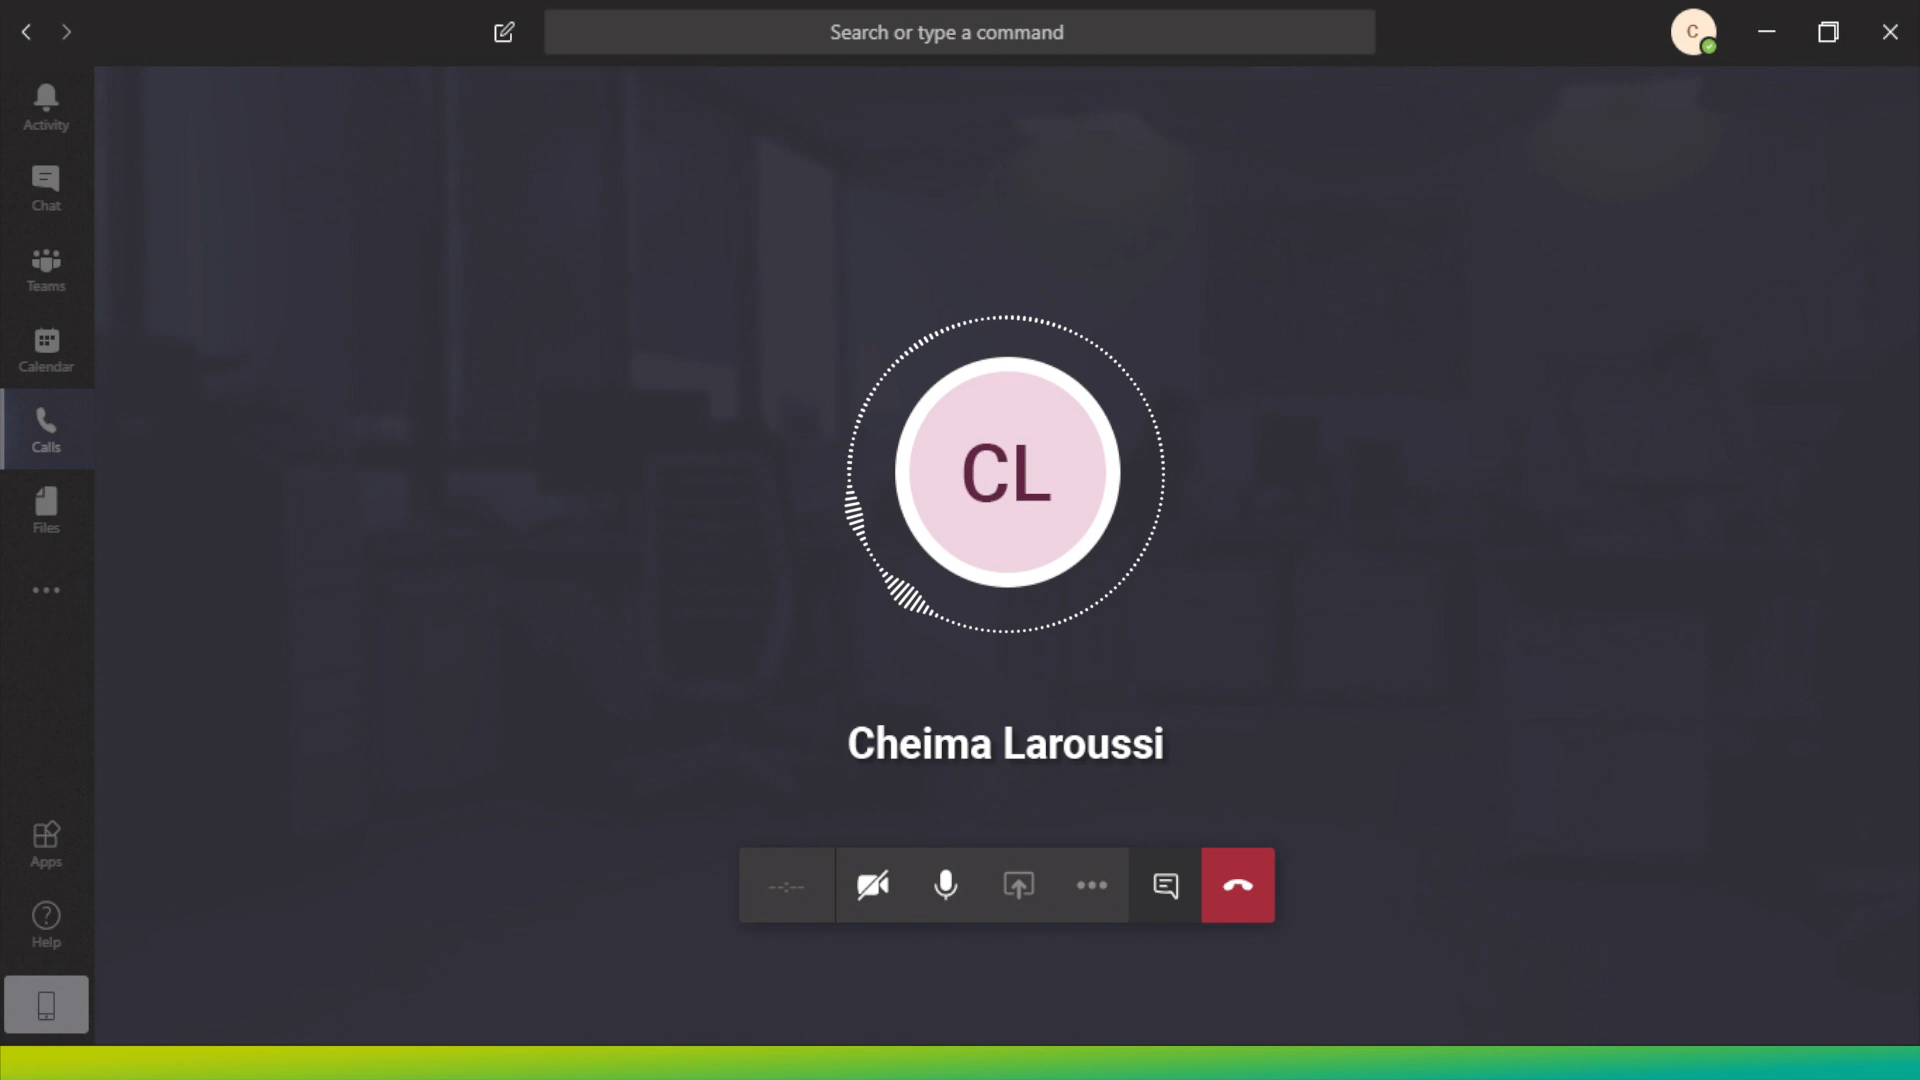 Search or type a command
C
Activity
Chat
Teams
Calendar
Calls
Files
CL
Cheima Laroussi
--:--
Apps
Help